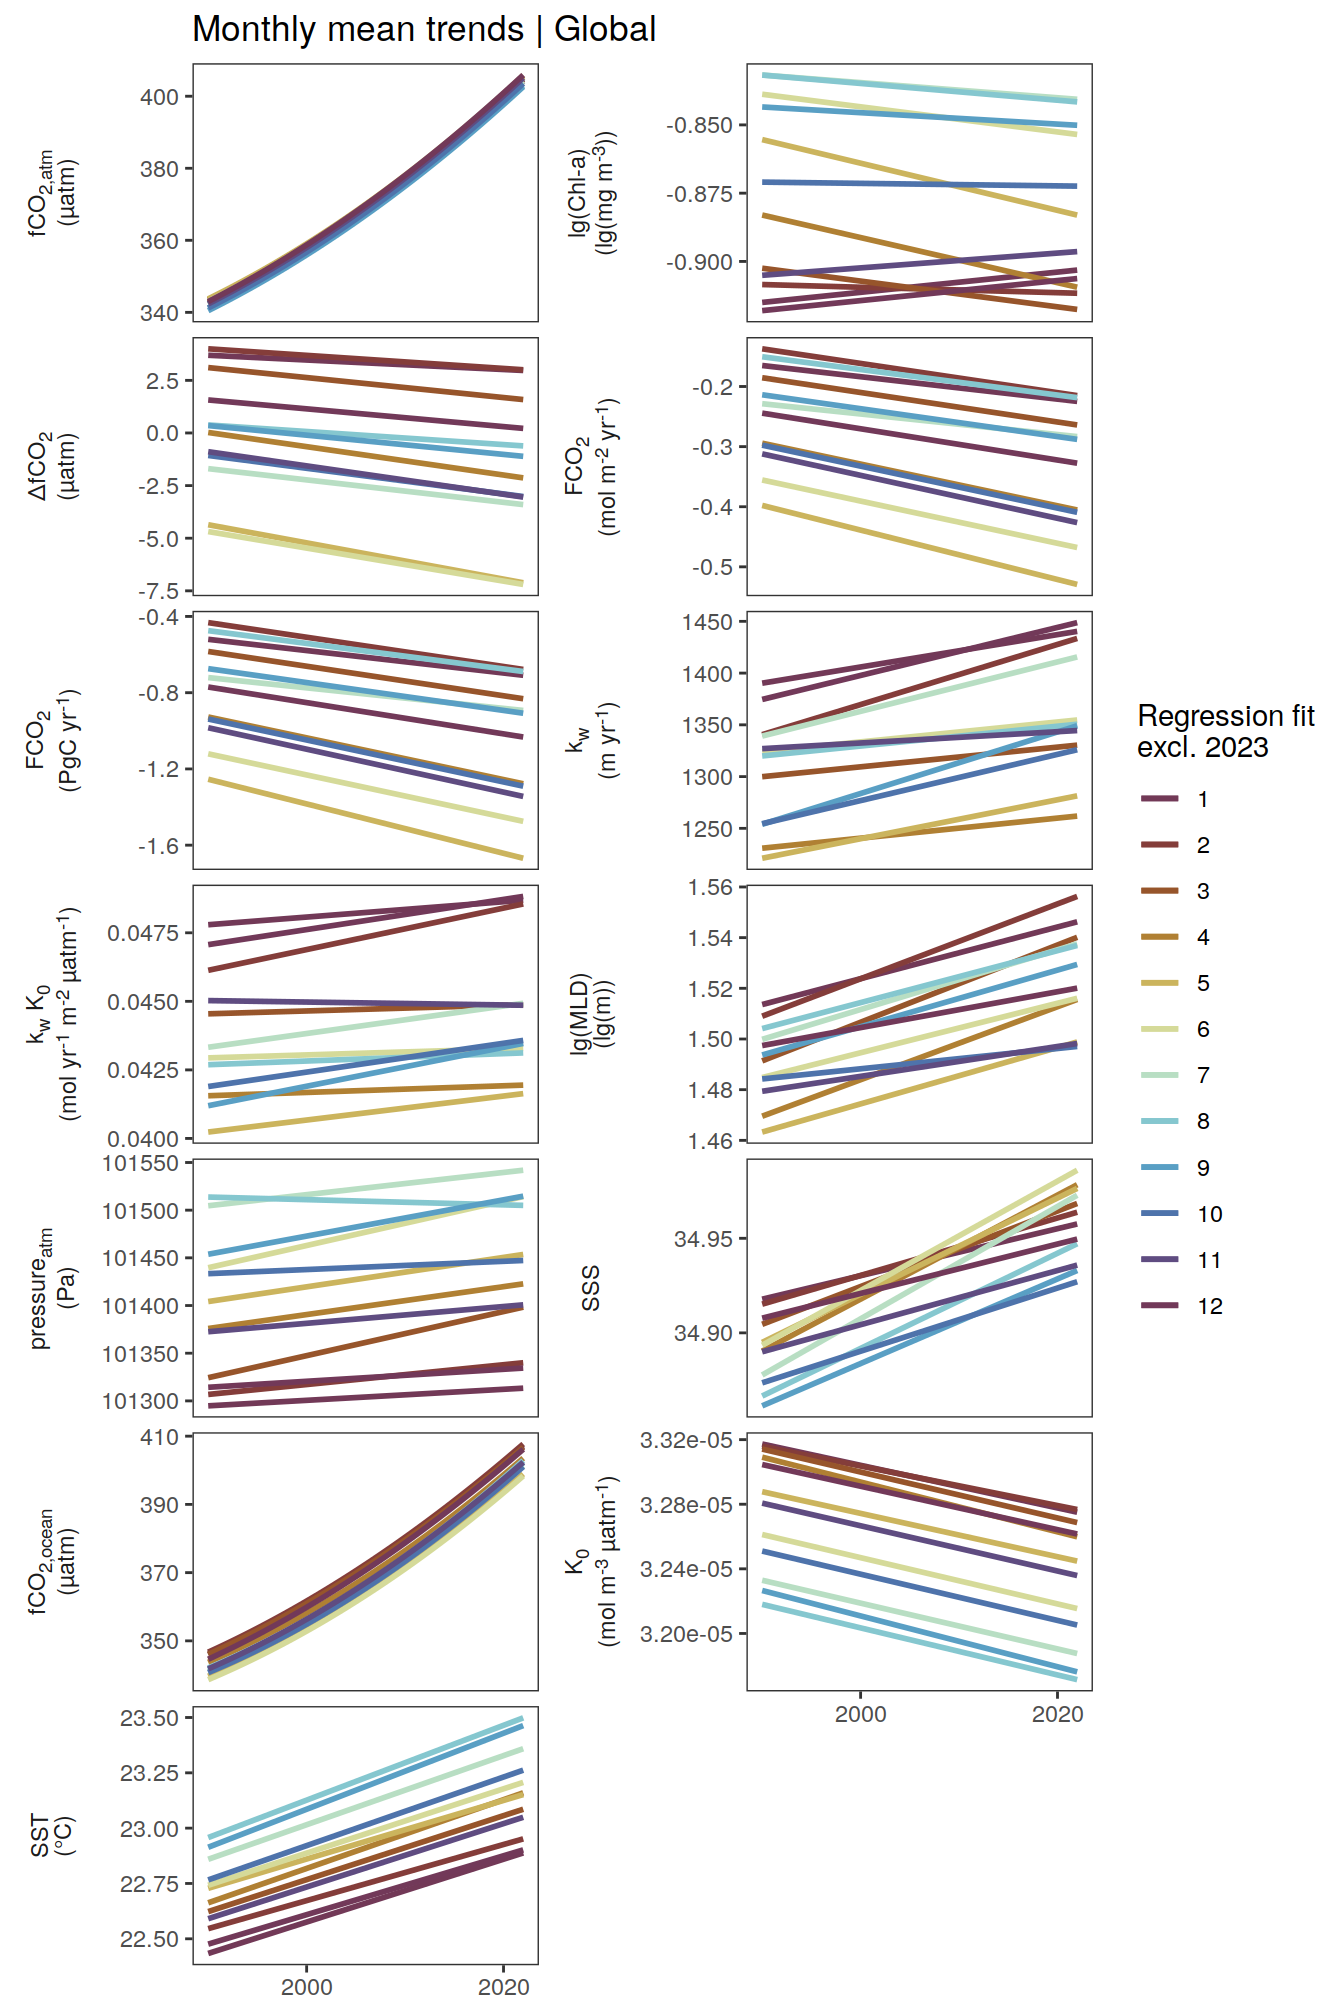 Monthly mean trends | Global
fCO2,atm
(µatm)
400
380
360
340
lg(Chl-a)
(lg(mg m-3))
-0.850
-0.875
-0.900
ΔfCO2
(µatm)
2.5
0.0
-2.5
-5.0
-7.5
FCO2
(mol m-2 yr-1)
-0.2
-0.3
-0.4
-0.5
FCO2
(PgC yr-1)
-0.4
-0.8
-1.2
-1.6
kw
(m yr-1)
1450
1400
1350
1300
1250
kw K0
(mol yr-1 m-2 µatm-1)
0.0475
0.0450
0.0425
0.0400
lg(MLD)
(lg(m))
1.56
1.54
1.52
1.50
1.48
1.46
pressureatm
(Pa)
101550
101500
101450
101400
101350
101300
SSS
34.95
34.90
fCO2,ocean
(µatm)
410
390
370
350
K0
(mol m-3 µatm-1)
3.32e-05
3.28e-05
3.24e-05
3.20e-05
2000 2020
SST
(°C)
23.50
23.25
23.00
22.75
22.50
2000 2020
Regression fit
excl. 2023
1
2
3
4
5
6
7
8
9
10
11
12